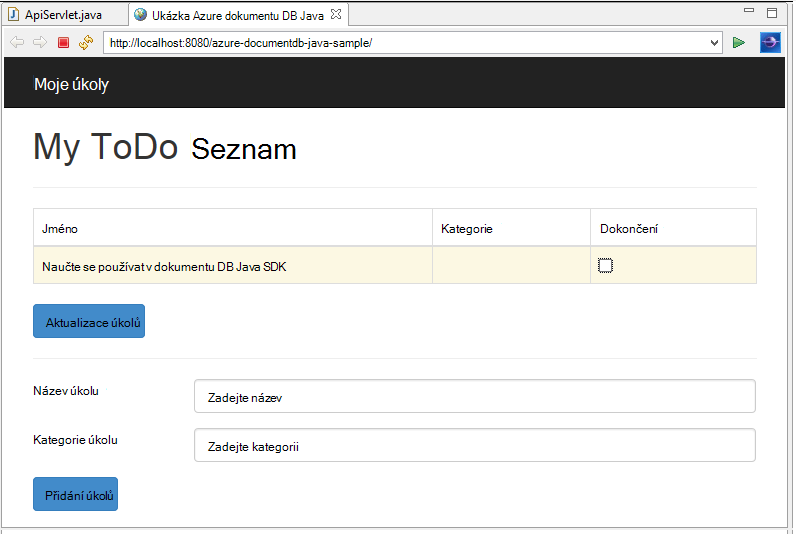 ApiServlet.java Ukázka Azure dokumentu DB Java
http://localhost:8080/azure-documentdb-java-sample/
Moje úkoly
My ToDo Seznam
Jméno Kategorie Dokončení
Naučte se používat v dokumentu DB Java SDK
Aktualizace úkolů
Název úkolu Zadejte název
Kategorie úkolu Zadejte kategorii
Přidání úkolů